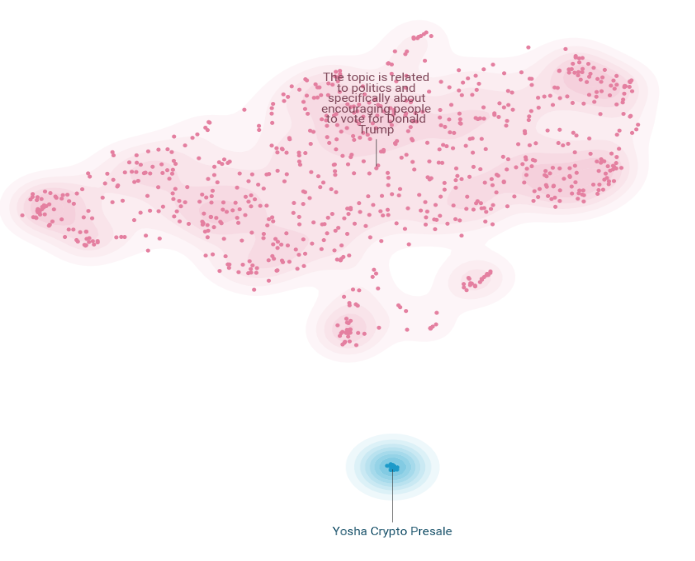 The topic is related
to politics and
specifically about
encouraging people
to vote for Donald
Trump
Yosha Crypto Presale